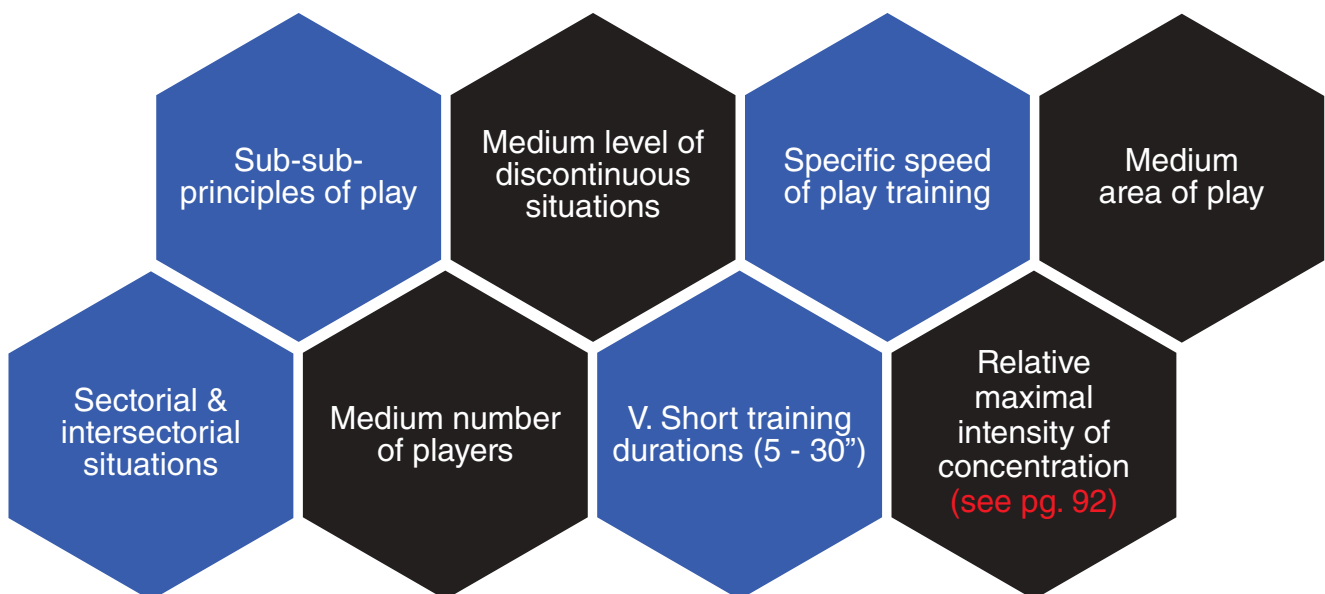 Sub-sub-
principles of play
Medium level of
discontinuous
situations
Specific speed
of play training
Medium
area of play
Sectorial &
intersectorial
situations
Medium number
of players
V. Short training
durations (5 - 30”)
Relative
maximal
intensity of
concentration
(see pg. 92)